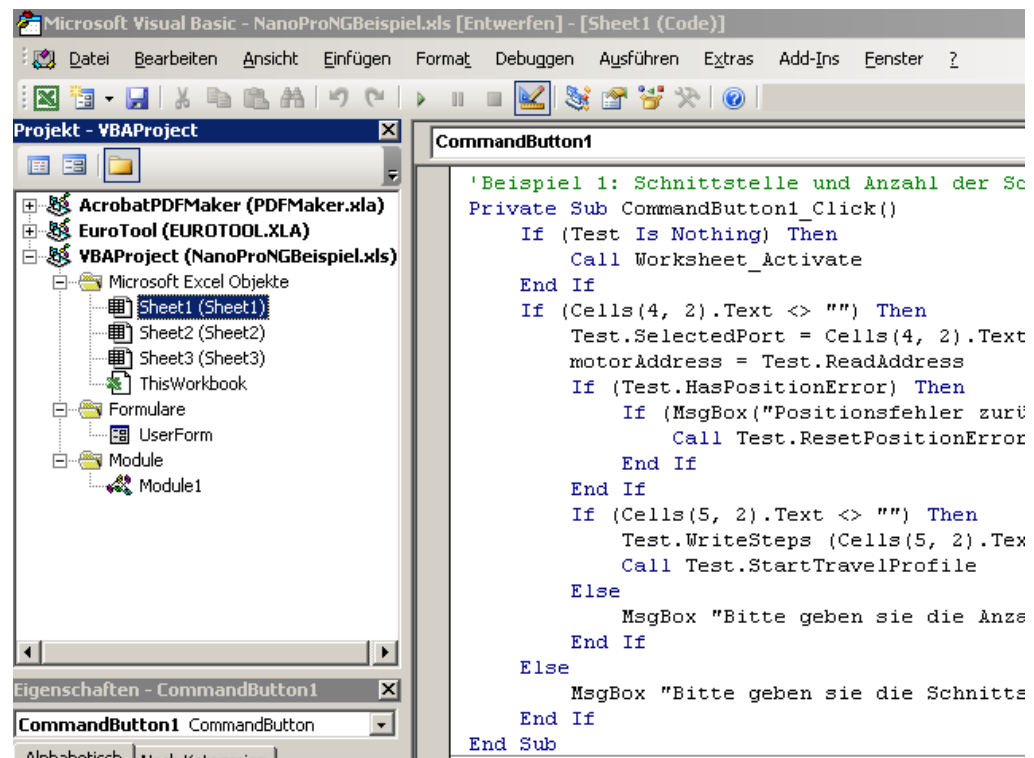 Microsoft Visual Basic - NanoProNGBeispiel.xls [Entwerfen] - [Sheet1 (Code)]
Datei Bearbeiten Ansicht Einfügen Format Debuggen Ausführen Extras Add-Ins Fenster ?
Projekt - VBAProject
AcrobatPDFMaker (PDFMaker.xla)
EuroTool (EUROTOOL.XLA)
VBAProject (NanoProNGBeispiel.xls)
Microsoft Excel Objekte
Sheet1 (Sheet1)
Sheet2 (Sheet2)
Sheet3 (Sheet3)
ThisWorkbook
Formulare
UserForm
Module
Module1
Eigenschaften - CommandButton1
CommandButton1 CommandButton
Alphabetisch
CommandButton1
'Beispiel 1: Schnittstelle und Anzahl der Sc
Private Sub CommandButton1_Click()
If (Test Is Nothing) Then
Call Worksheet_Activate
End If
If (Cells(4, 2).Text <> "") Then
Test.SelectedPort = Cells(4, 2).Text
motorAddress = Test.ReadAddress
If (Test.HasPositionError) Then
If (MsgBox("Positionsfehler zurü
Call Test.ResetPositionError
End If
End If
If (Cells(5, 2).Text <> "") Then
Test.WriteSteps (Cells(5, 2).Tex
Call Test.StartTravelProfile
Else
MsgBox "Bitte geben sie die Anza
End If
Else
MsgBox "Bitte geben sie die Schnitts
End If
End Sub